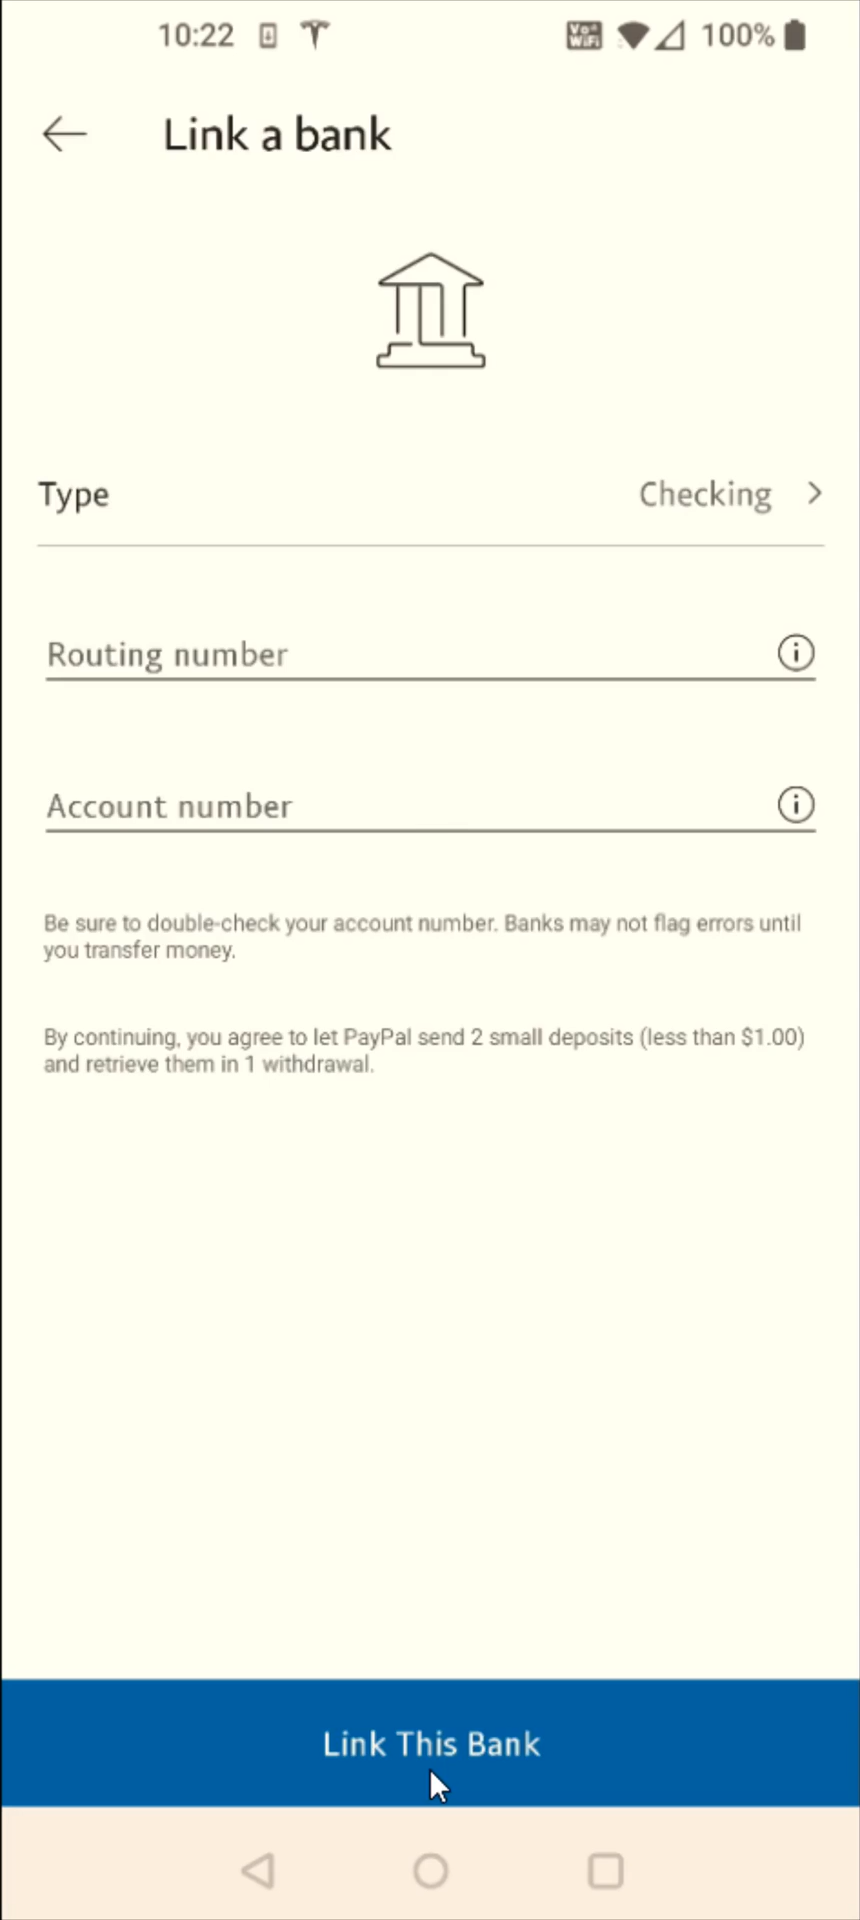 10:22 Vo WiFi 100%
Link a bank
Type Checking
Routing number
Account number
Be sure to double-check your account number. Banks may not flag errors until
you transfer money.
By continuing, you agree to let PayPal send 2 small deposits (less than $1.00)
and retrieve them in 1 withdrawal.
Link This Bank